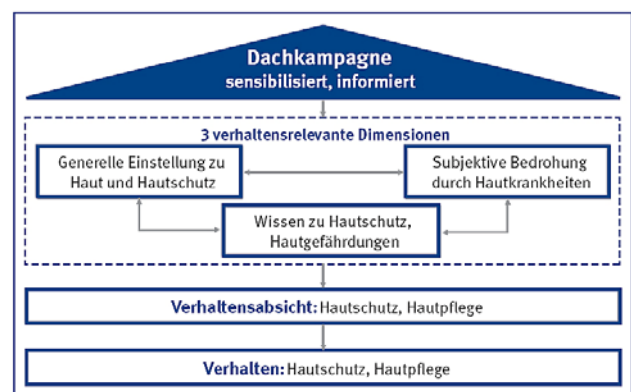 Dachkampagne
sensibilisiert, informiert
3 verhaltensrelevante Dimensionen
Generelle Einstellung zu
Haut und Hautschutz
Subjektive Bedrohung
durch Hautkrankheiten
Wissen zu Hautschutz,
Hautgefährdungen
Verhaltensabsicht: Hautschutz, Hautpflege
Verhalten: Hautschutz, Hautpflege